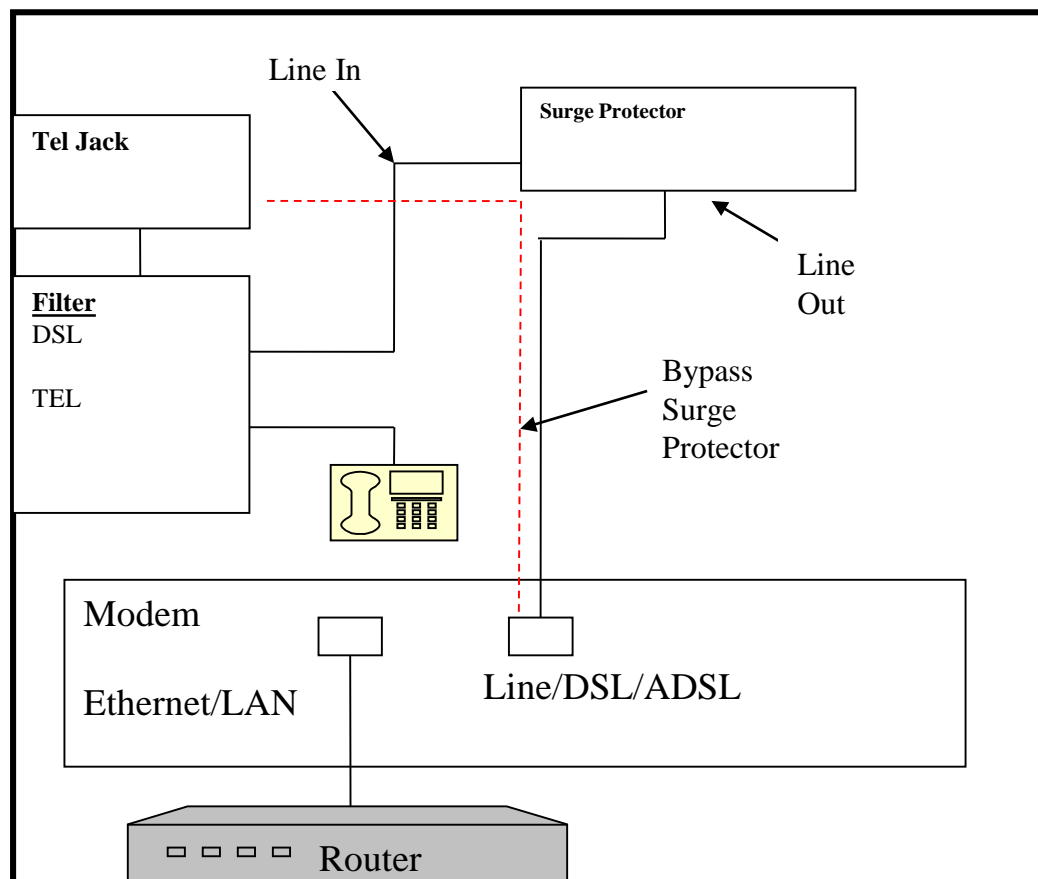 Line In
Surge Protector
Tel Jack
Line
Out
Filter
DSL
TEL
Bypass
Surge
Protector
Modem
Ethernet/LAN
Line/DSL/ADSL
Router